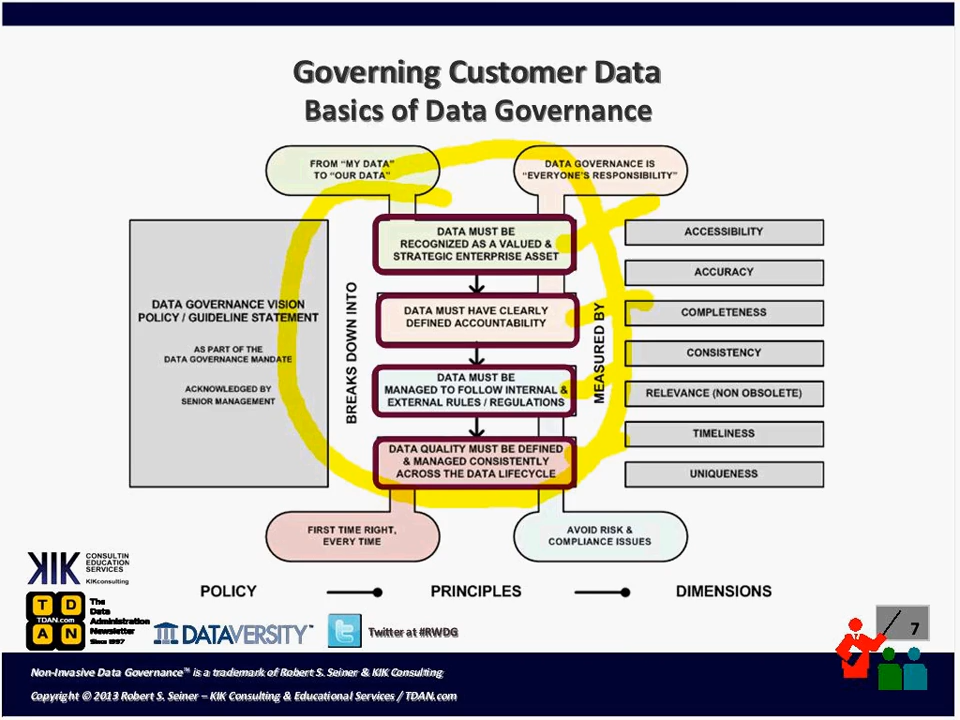 Governing Customer Data
Basics of Data Governance
FROM “MY DATA”
TO “OUR DATA”
DATA GOVERNANCE IS
“EVERYONE’S RESPONSIBILITY”
DATA GOVERNANCE VISION
POLICY / GUIDELINE STATEMENT
AS PART OF THE
DATA GOVERNANCE MANDATE
ACKNOWLEDGED BY
SENIOR MANAGEMENT
BREAKS DOWN INTO
DATA MUST BE
RECOGNIZED AS A VALUED &
STRATEGIC ENTERPRISE ASSET
DATA MUST HAVE CLEARLY
DEFINED ACCOUNTABILITY
DATA MUST BE
MANAGED TO FOLLOW INTERNAL &
EXTERNAL RULES / REGULATIONS
DATA QUALITY MUST BE DEFINED
& MANAGED CONSISTENTLY
ACROSS THE DATA LIFECYCLE
MEASURED BY
ACCESSIBILITY
ACCURACY
COMPLETENESS
CONSISTENCY
RELEVANCE (NON OBSOLETE)
TIMELINESS
UNIQUENESS
FIRST TIME RIGHT,
EVERY TIME
AVOID RISK &
COMPLIANCE ISSUES
POLICY PRINCIPLES DIMENSIONS
KIK
CONSULTIN
EDUCATION
SERVICES
KIKconsulting
T D
TDAN.com
A N
The
Data
Administration
Newsletter
Since 1997
DATAVERSITY™
Twitter at #RWDG
7
Non-Invasive Data Governance™ is a trademark of Robert S. Seiner & KIK Consulting
Copyright © 2013 Robert S. Seiner – KIK Consulting & Educational Services / TDAN.com